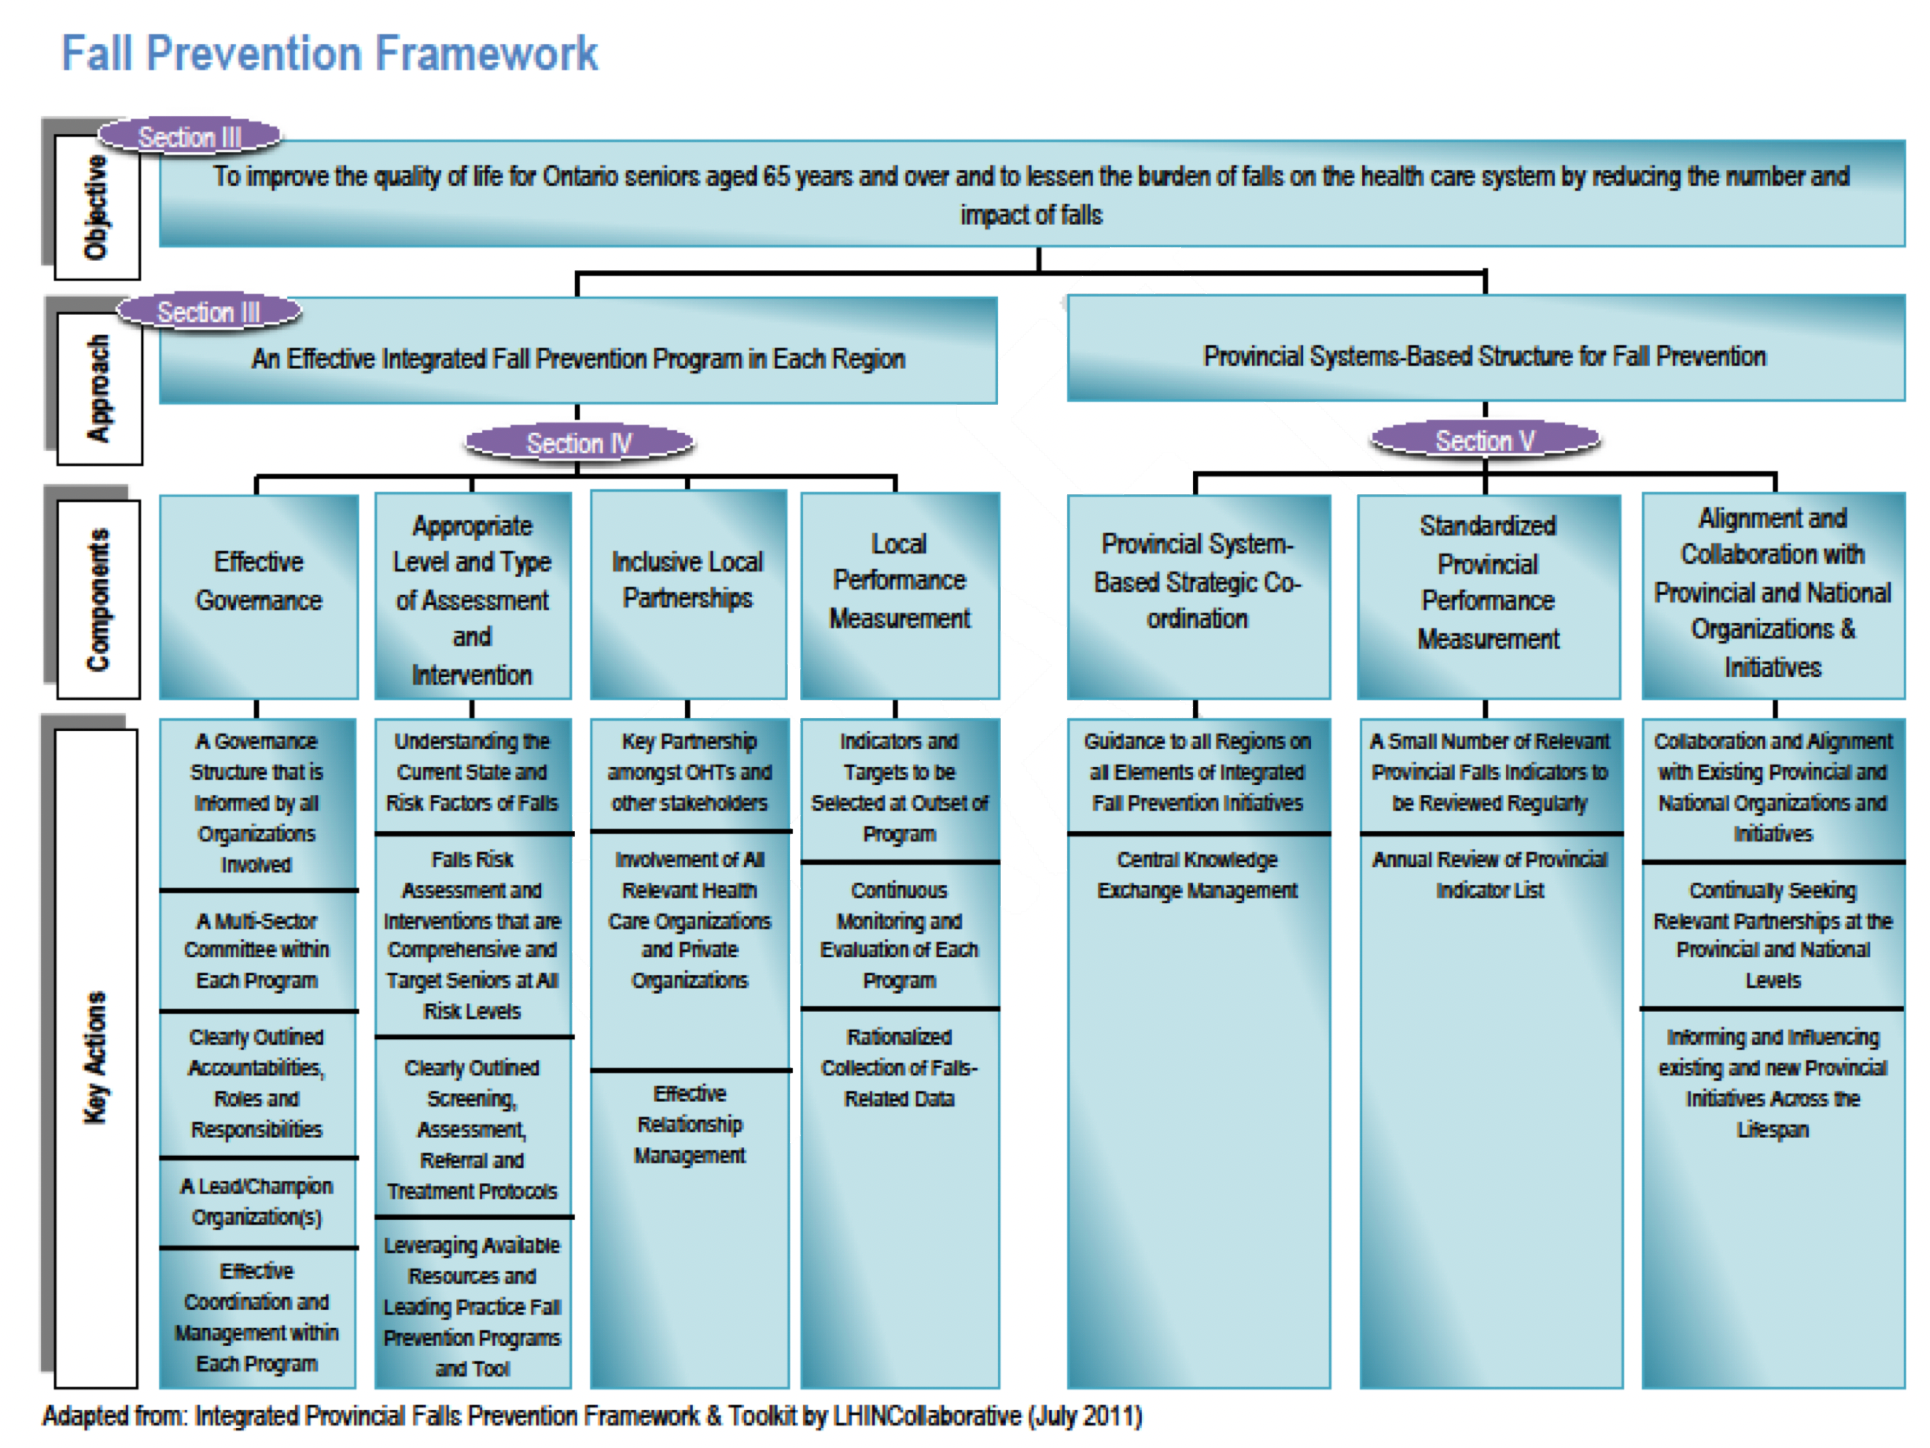 Fall Prevention Framework
Section III
Objective
To improve the quality of life for Ontario seniors aged 65 years and over and to lessen the burden of falls on the health care system by reducing the number and
impact of falls
Section III
Approach
An Effective Integrated Fall Prevention Program in Each Region
Provincial Systems-Based Structure for Fall Prevention
Section IV
Section V
Components
Effective
Governance
Appropriate
Level and Type
of Assessment
and
Intervention
Inclusive Local
Partnerships
Local
Performance
Measurement
Provincial System-
Based Strategic Co-
ordination
Standardized
Provincial
Performance
Measurement
Alignment and
Collaboration with
Provincial and National
Organizations &
Initiatives
Key Actions
A Governance
Structure that is
Informed by all
Organizations
Involved
A Multi-Sector
Committee within
Each Program
Clearly Outlined
Accountabilities,
Roles and
Responsibilities
A Lead/Champion
Organization(s)
Effective
Coordination and
Management within
Each Program
Understanding the
Current State and
Risk Factors of Falls
Falls Risk
Assessment and
Interventions that are
Comprehensive and
Target Seniors at All
Risk Levels
Clearly Outlined
Screening,
Assessment,
Referral and
Treatment Protocols
Leveraging Available
Resources and
Leading Practice Fall
Prevention Programs
and Tool
Key Partnership
amongst OHTs and
other stakeholders
Involvement of All
Relevant Health
Care Organizations
and Private
Organizations
Effective
Relationship
Management
Indicators and
Targets to be
Selected at Outset of
Program
Continuous
Monitoring and
Evaluation of Each
Program
Rationalized
Collection of Falls-
Related Data
Guidance to all Regions on
all Elements of Integrated
Fall Prevention Initiatives
Central Knowledge
Exchange Management
A Small Number of Relevant
Provincial Falls Indicators to
be Reviewed Regularly
Annual Review of Provincial
Indicator List
Collaboration and Alignment
with Existing Provincial and
National Organizations and
Initiatives
Continually Seeking
Relevant Partnerships at the
Provincial and National
Levels
Informing and Influencing
existing and new Provincial
Initiatives Across the
Lifespan
Adapted from: Integrated Provincial Falls Prevention Framework & Toolkit by LHINCollaborative (July 2011)